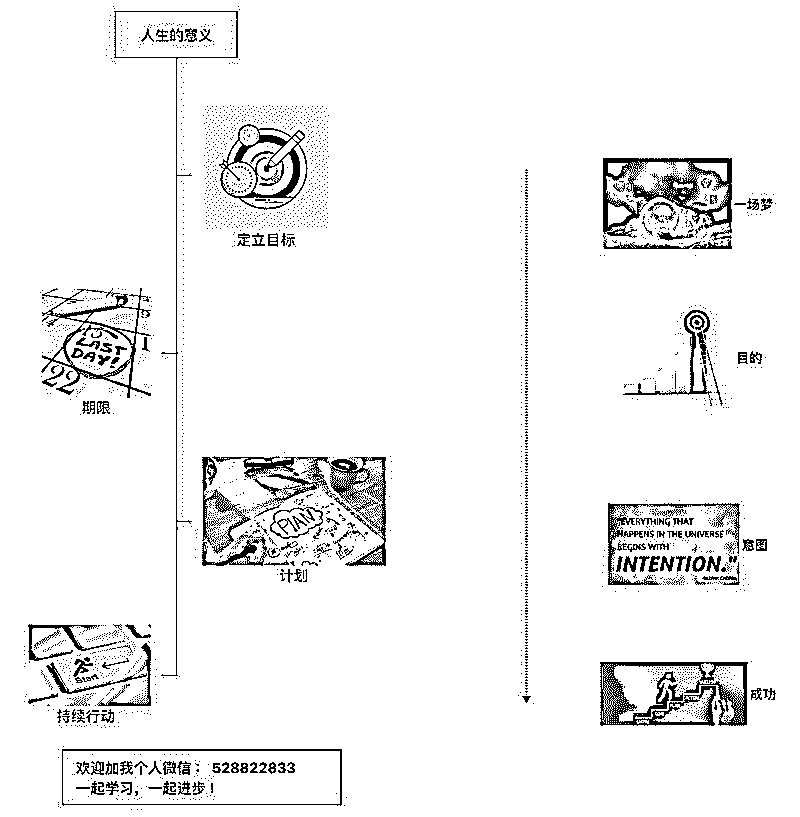 人生的意义
定立目标
一场梦
LAST
DAY!
22
期限
目的
PLAN
计划
"EVERYTHING THAT
HAPPENS IN THE UNIVERSE
BEGINS WITH
INTENTION."
意图
Start
持续行动
成功
欢迎加我个人微信： 528822833
一起学习，一起进步！